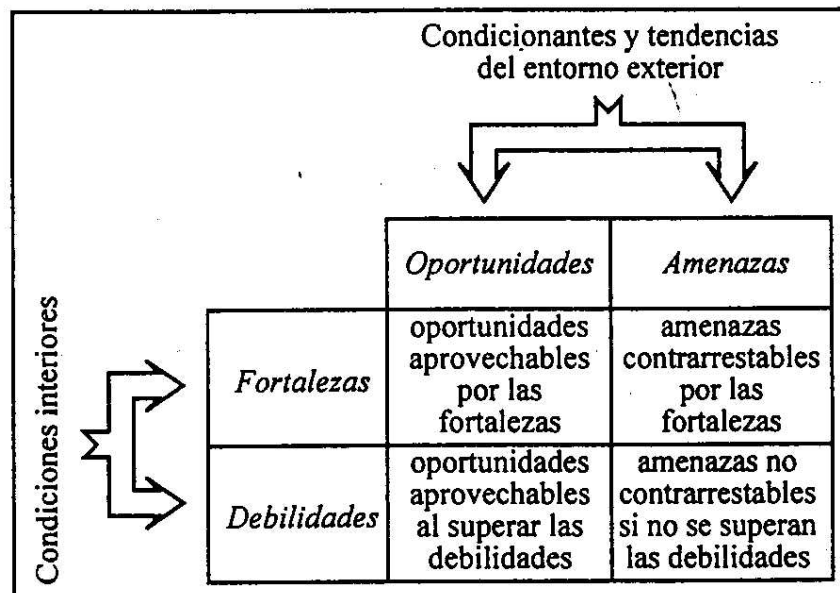 Condicionantes y tendencias
del entorno exterior
Oportunidades
Amenazas
Condiciones interiores
Fortalezas
oportunidades
aprovechables
por las
fortalezas
amenazas
contrarrestables
por las
fortalezas
Debilidades
oportunidades
aprovechables
al superar las
debilidades
amenazas no
contrarrestables
si no se superan
las debilidades